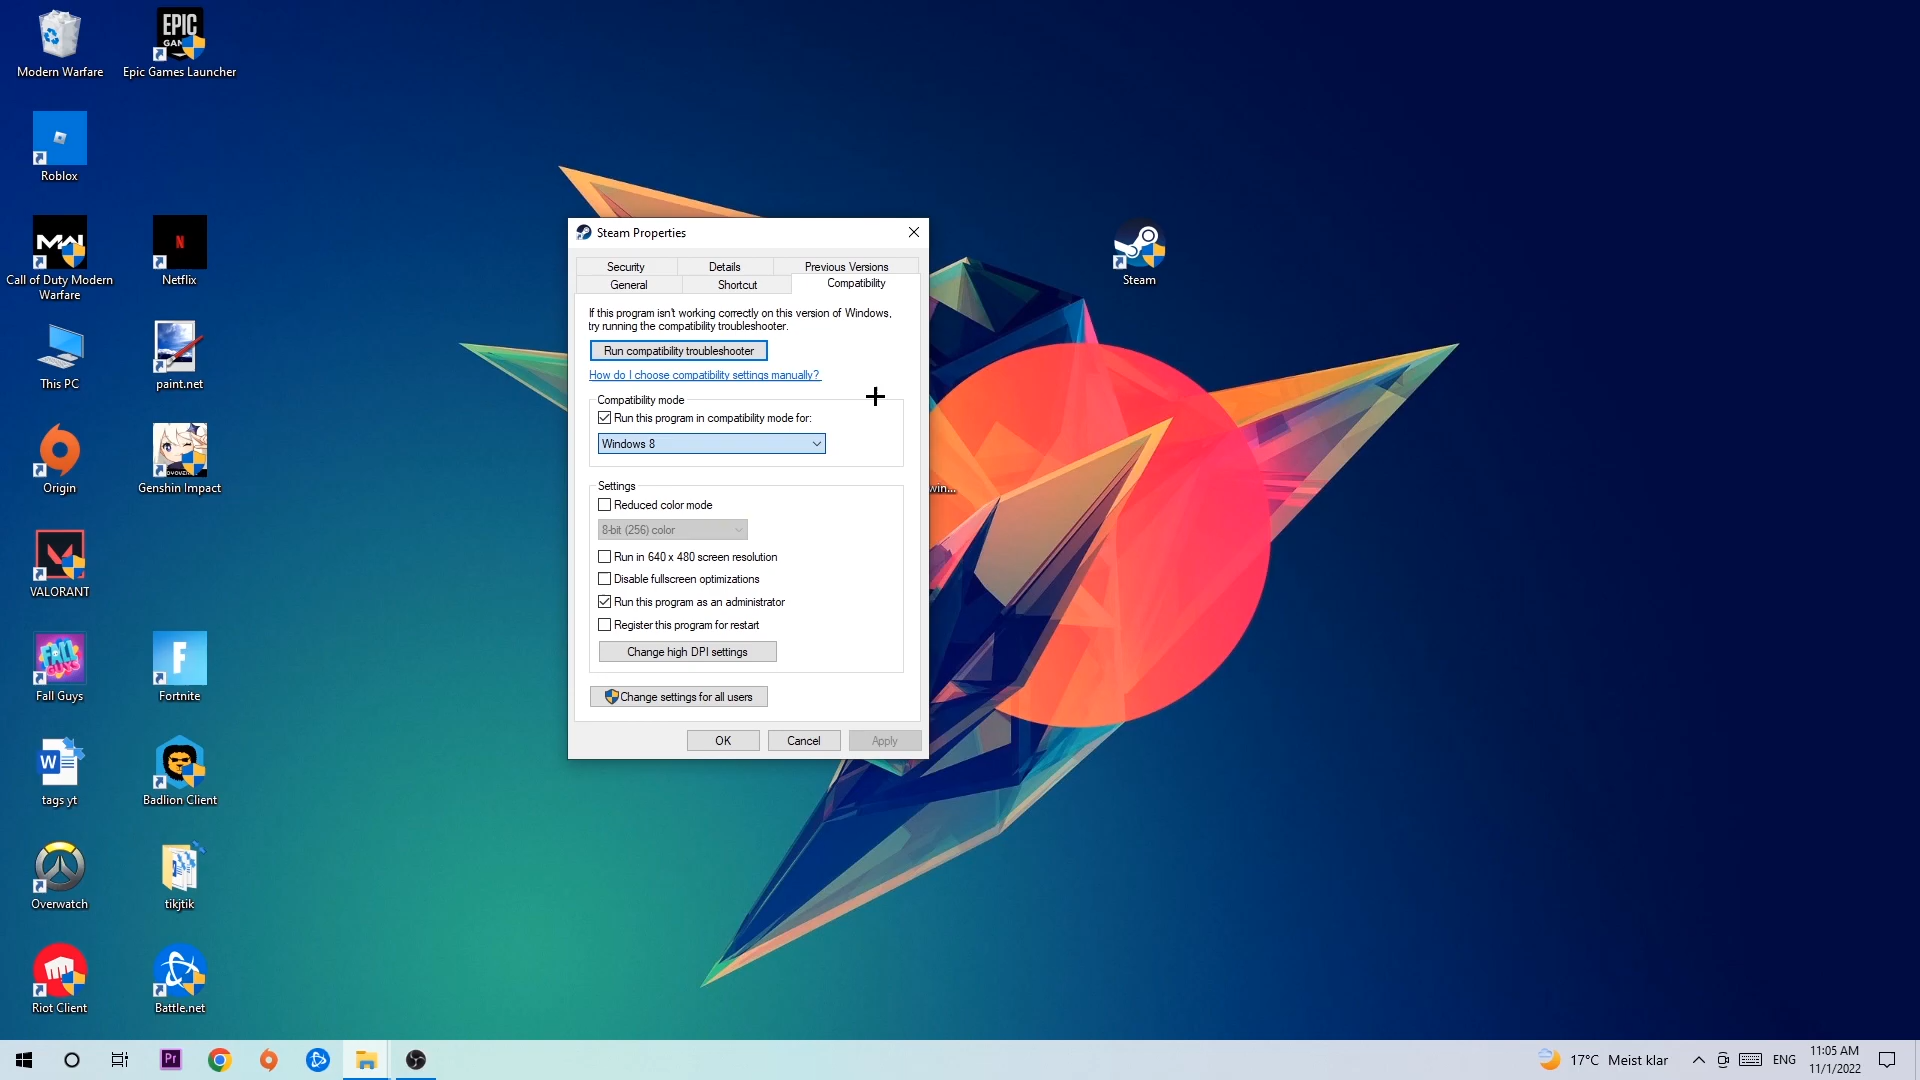 Modern Warfare
EPIC
GAMES
Epic Games Launcher
Roblox
Call of Duty Modern
Warfare
N
Netflix
This PC
paint.net
Origin
Genshin Impact
VALORANT
Fall Guys
F
Fortnite
W
tags yt
Badlion Client
Overwatch
tikjtik
Riot Client
Battle.net
Steam
Steam Properties
Security
Details
Previous Versions
General
Shortcut
Compatibility
If this program isn't working correctly on this version of Windows,
try running the compatibility troubleshooter.
Run compatibility troubleshooter
How do I choose compatibility settings manually?
Compatibility mode
Run this program in compatibility mode for:
Windows 8
Settings
Reduced color mode
8-bit (256) color
Run in 640 x 480 screen resolution
Disable fullscreen optimizations
Run this program as an administrator
Register this program for restart
Change high DPI settings
Change settings for all users
OK
Cancel
Apply
win...
Pr
17°C Meist klar
ENG
11:05 AM
11/1/2022